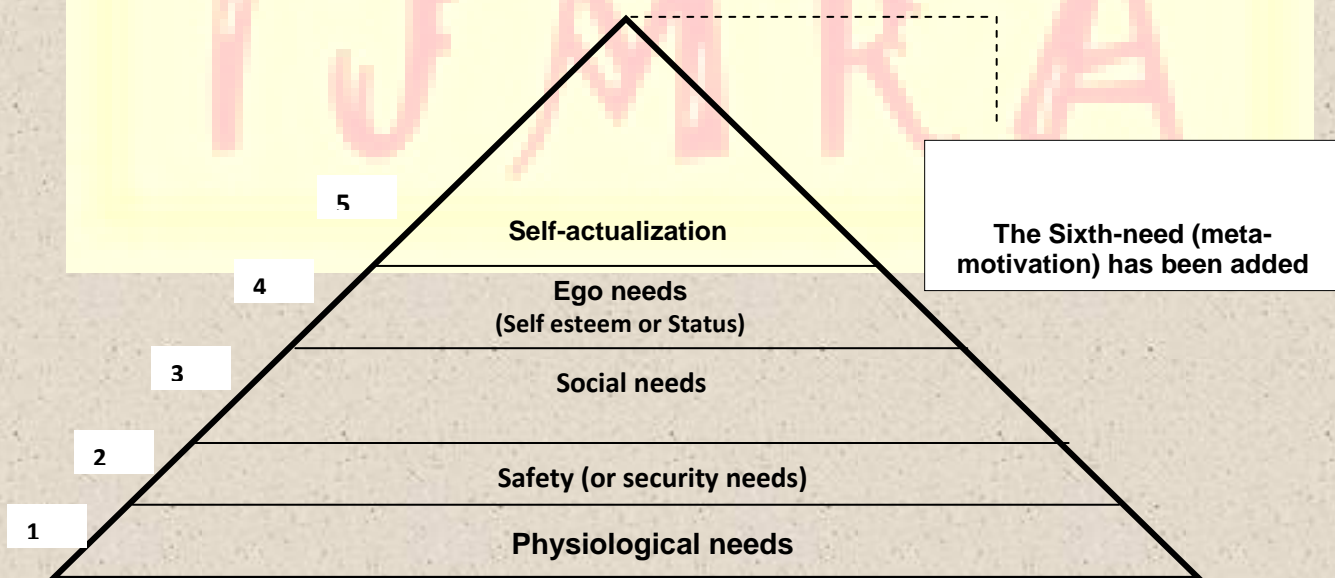 IJMRA
5
Self-actualization
The Sixth-need (meta-
motivation) has been added
4
Ego needs
(Self esteem or Status)
3
Social needs
2
Safety (or security needs)
1
Physiological needs